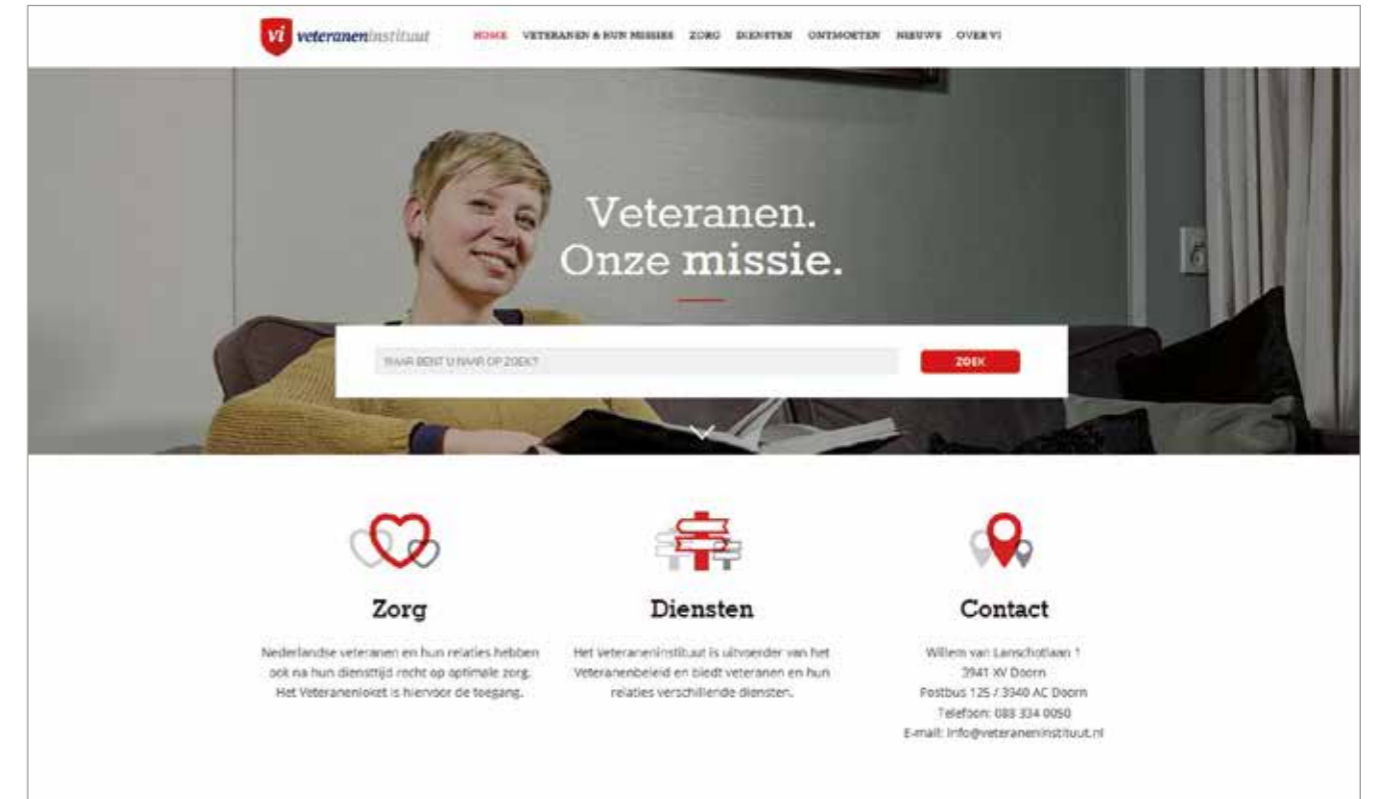 vi veteraneninstituut
HOME VETERANEN & HUN MISSIES ZORG DIENSTEN ONTMOETEN NIEUWS OVER VI
Veteranen.
Onze missie.
WAAR BENT U NAAR OP ZOEK?
ZOEK
Zorg
Nederlandse veteranen en hun relaties hebben
ook na hun diensttijd recht op optimale zorg.
Het Veteranenloket is hiervoor de toegang.
Diensten
Het Veteraneninstituut is uitvoerder van het
Veteranenbeleid en biedt veteranen en hun
relaties verschillende diensten.
Contact
Willem van Lanschotlaan 1
3941 XV Doorn
Postbus 125 / 3940 AC Doorn
Telefoon: 088 334 0050
E-mail: info@veteraneninstituut.nl